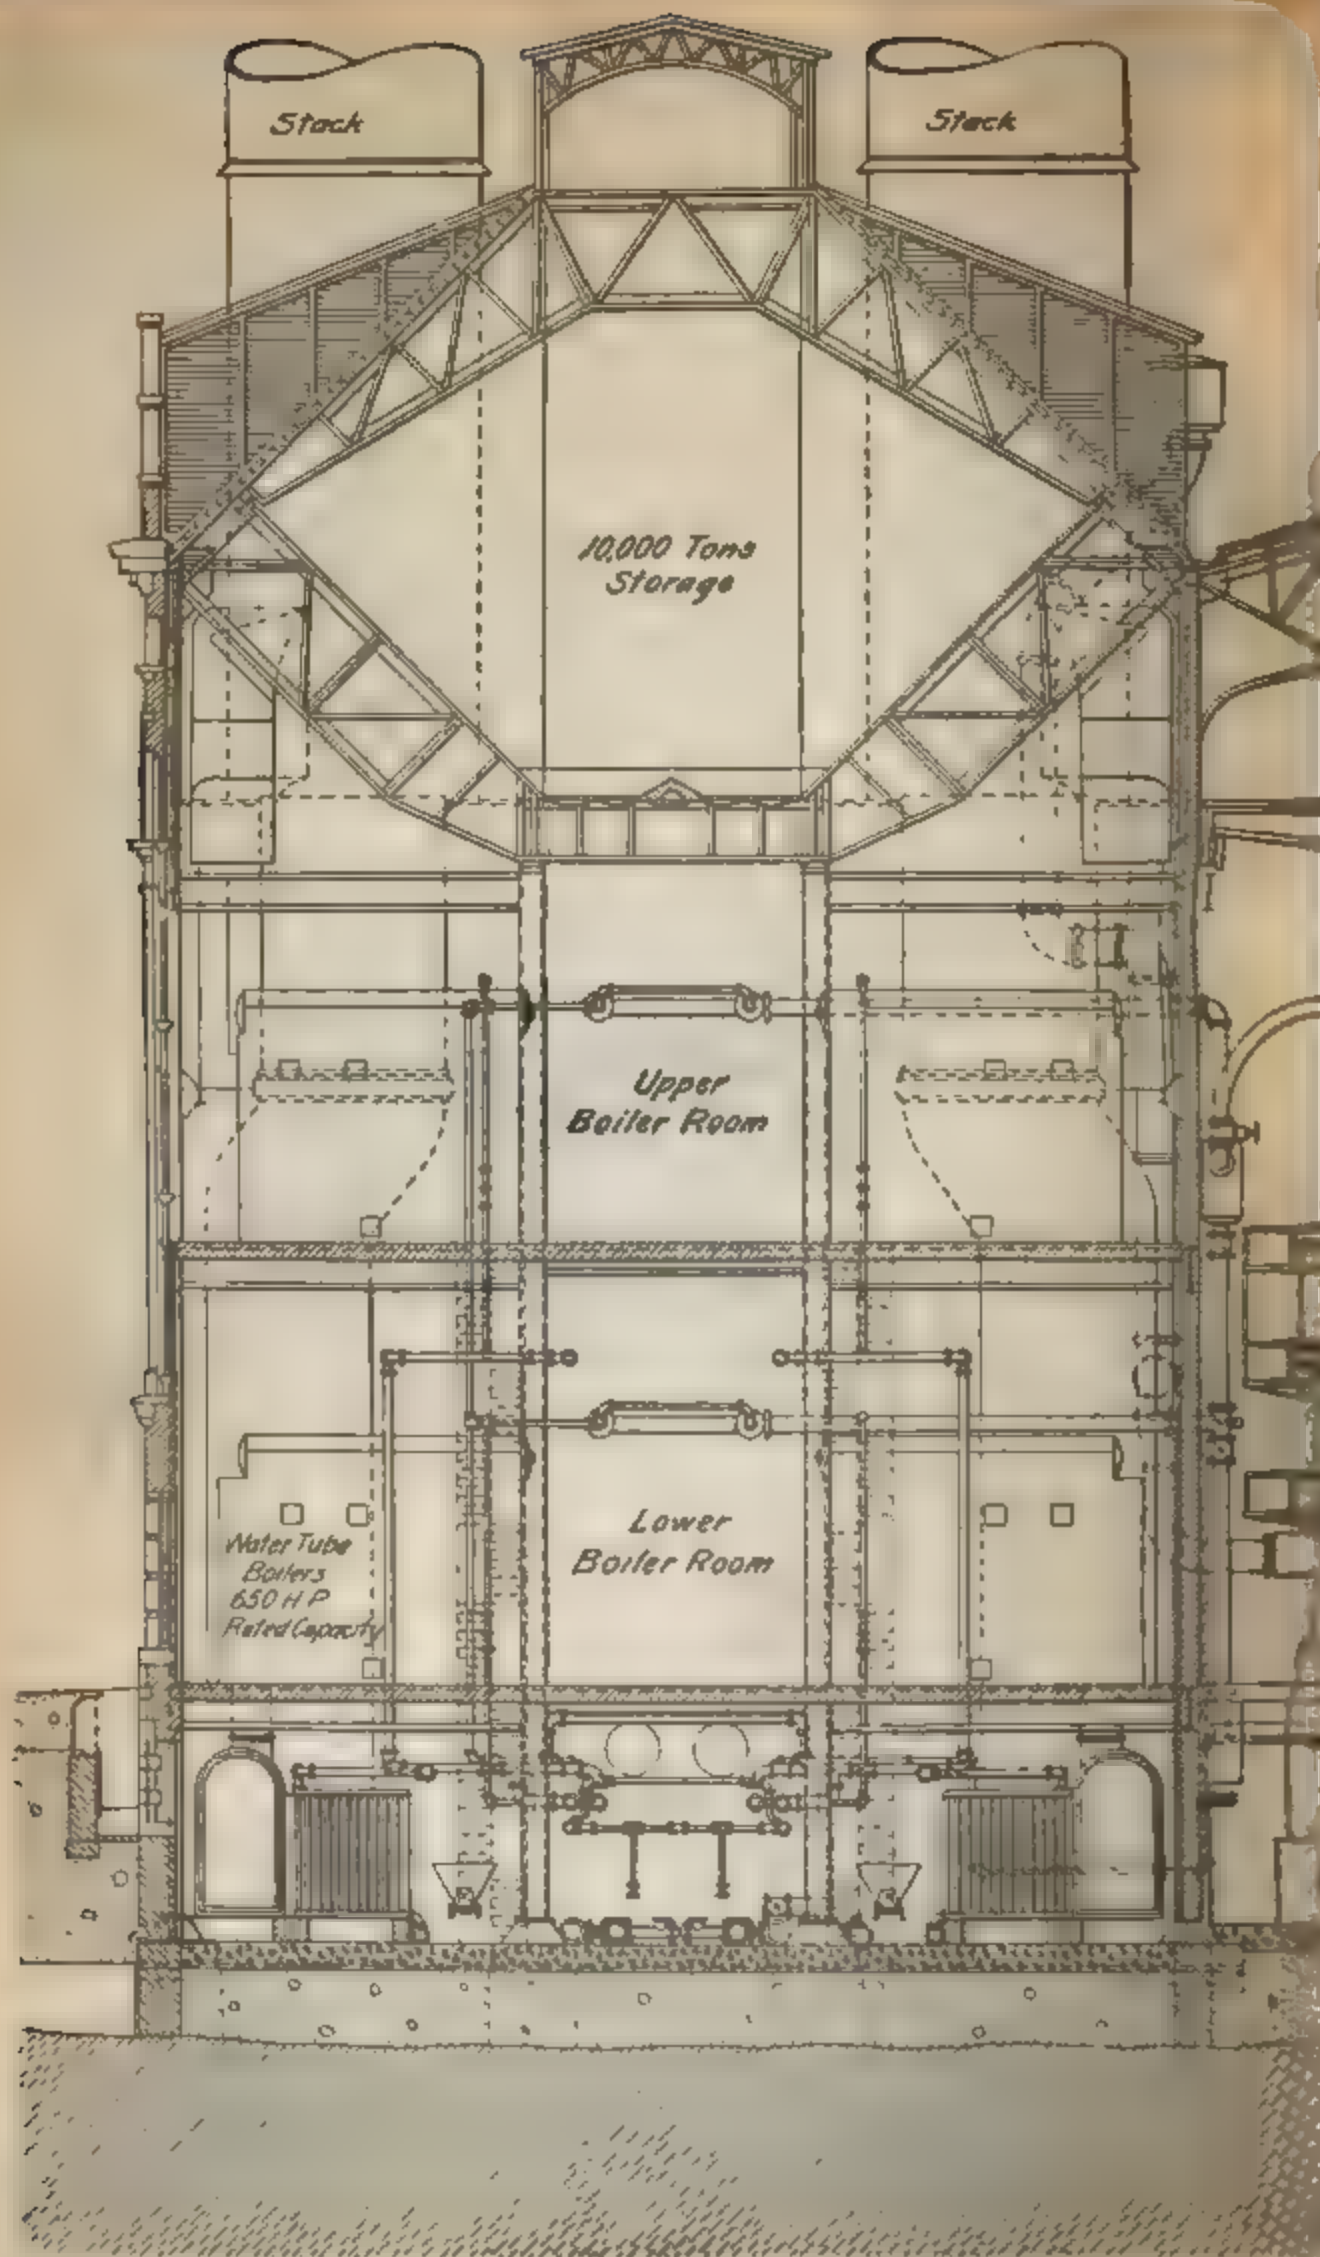 Stack
Stack
10,000 Tons
Storage
Upper
Boiler Room
Lower
Boiler Room
Water Tube
Boilers
650 H P
Rated Capacity